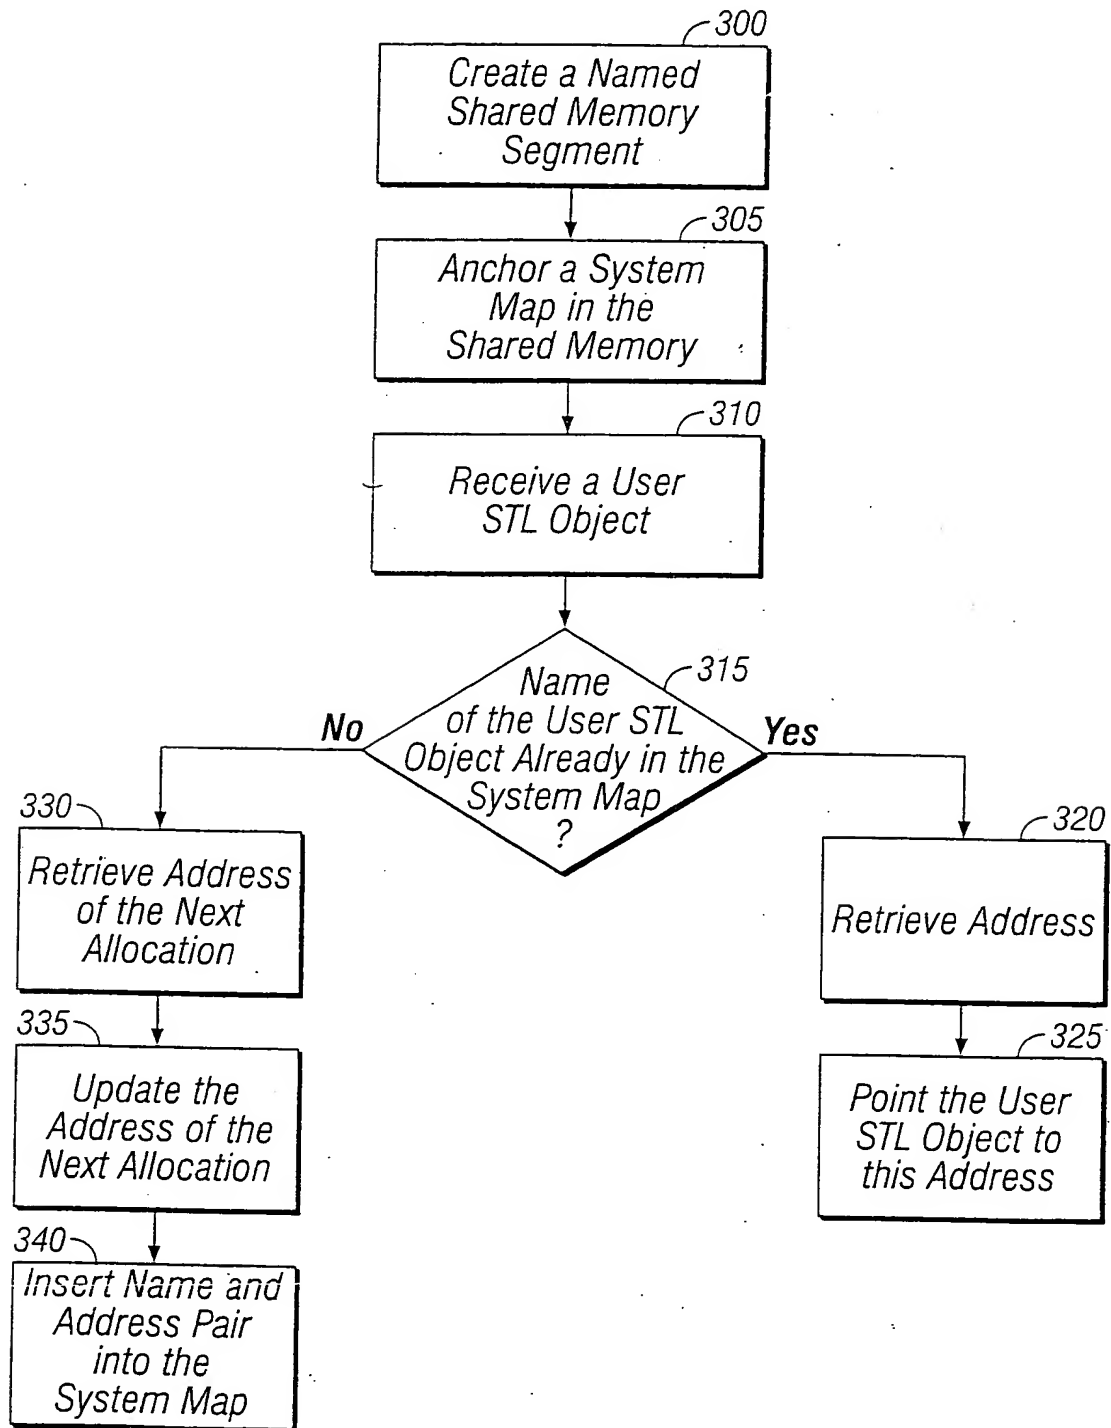 300
Create a Named
Shared Memory
Segment
305
Anchor a System
Map in the
Shared Memory
310
Receive a User
STL Object
315
Name
of the User STL
Object Already in the
System Map
?
No
Yes
330
Retrieve Address
of the Next
Allocation
320
Retrieve Address
335
Update the
Address of the
Next Allocation
325
Point the User
STL Object to
this Address
340
Insert Name and
Address Pair
into the
System Map